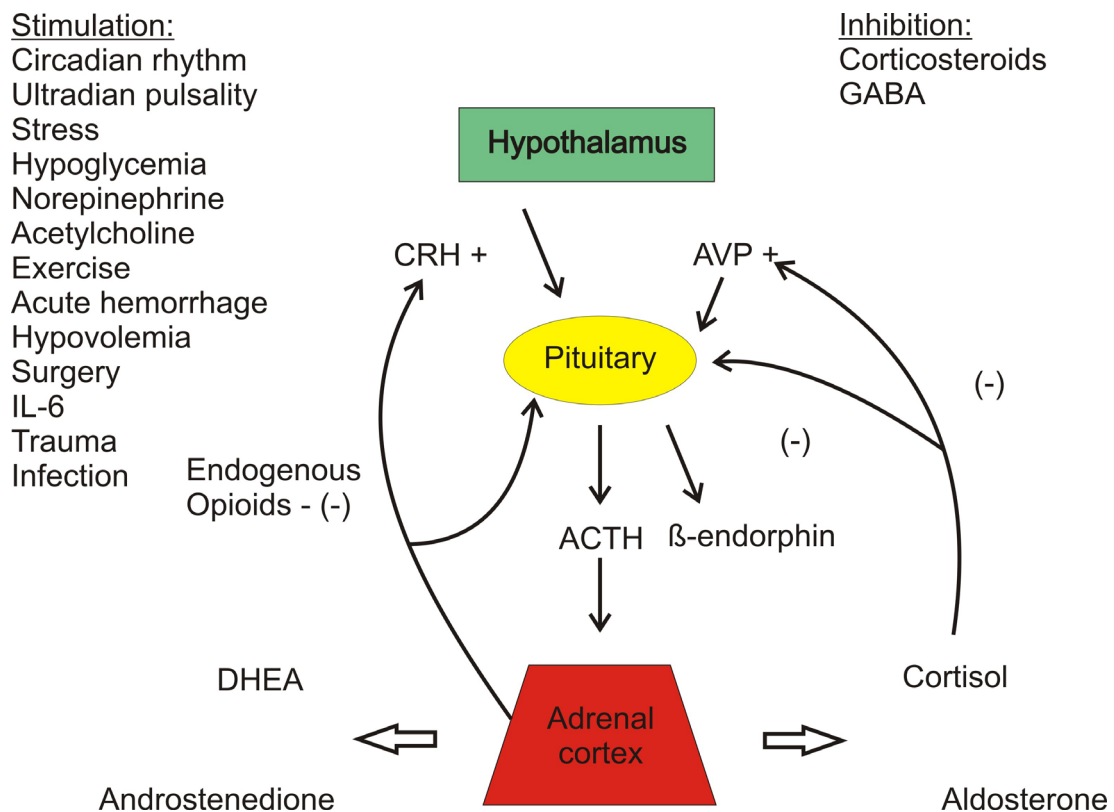 Stimulation:
Circadian rhythm
Ultradian pulsality
Stress
Hypoglycemia
Norepinephrine
Acetylcholine
Exercise
Acute hemorrhage
Hypovolemia
Surgery
IL-6
Trauma
Infection
Inhibition:
Corticosteroids
GABA
Hypothalamus
CRH +
AVP +
Pituitary
(-)
(-)
Endogenous
Opioids - (-)
ACTH
ß-endorphin
DHEA
Adrenal
cortex
Cortisol
Androstenedione
Aldosterone